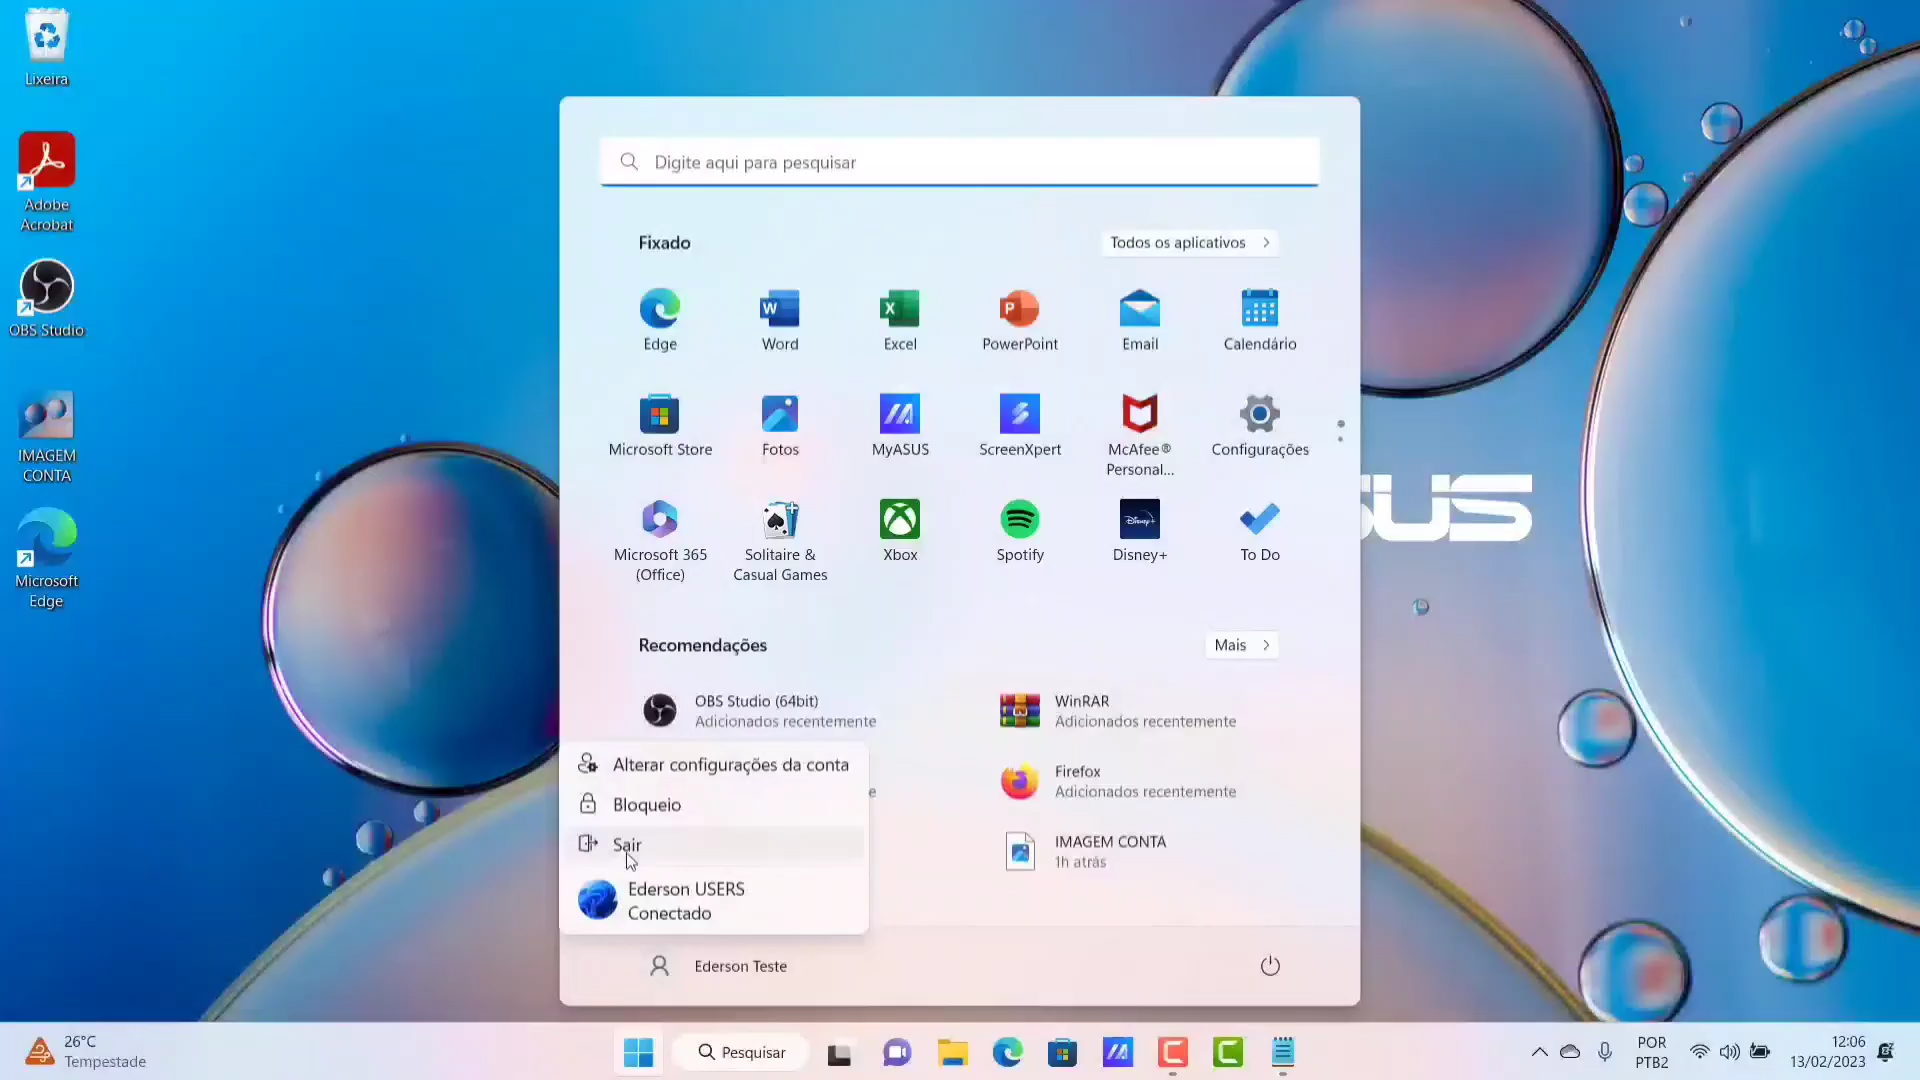 Lixeira
Adobe
Acrobat
OBS Studio
IMAGEM
CONTA
Microsoft
Edge
Digite aqui para pesquisar
Fixado
Todos os aplicativos
Edge
Word
Excel
PowerPoint
Email
Calendário
Microsoft Store
Fotos
MyASUS
ScreenXpert
McAfee®
Personal...
Configurações
Microsoft 365
(Office)
Solitaire &
Casual Games
Xbox
Spotify
Disney+
To Do
SUS
Recomendações
Mais
OBS Studio (64bit)
Adicionados recentemente
WinRAR
Adicionados recentemente
Firefox
Adicionados recentemente
IMAGEM CONTA
1h atrás
Alterar configurações da conta
e
Bloqueio
Sair
Ederson USERS
Conectado
Ederson Teste
26°C
Tempestade
Pesquisar
POR
PTB2
12:06
13/02/2023